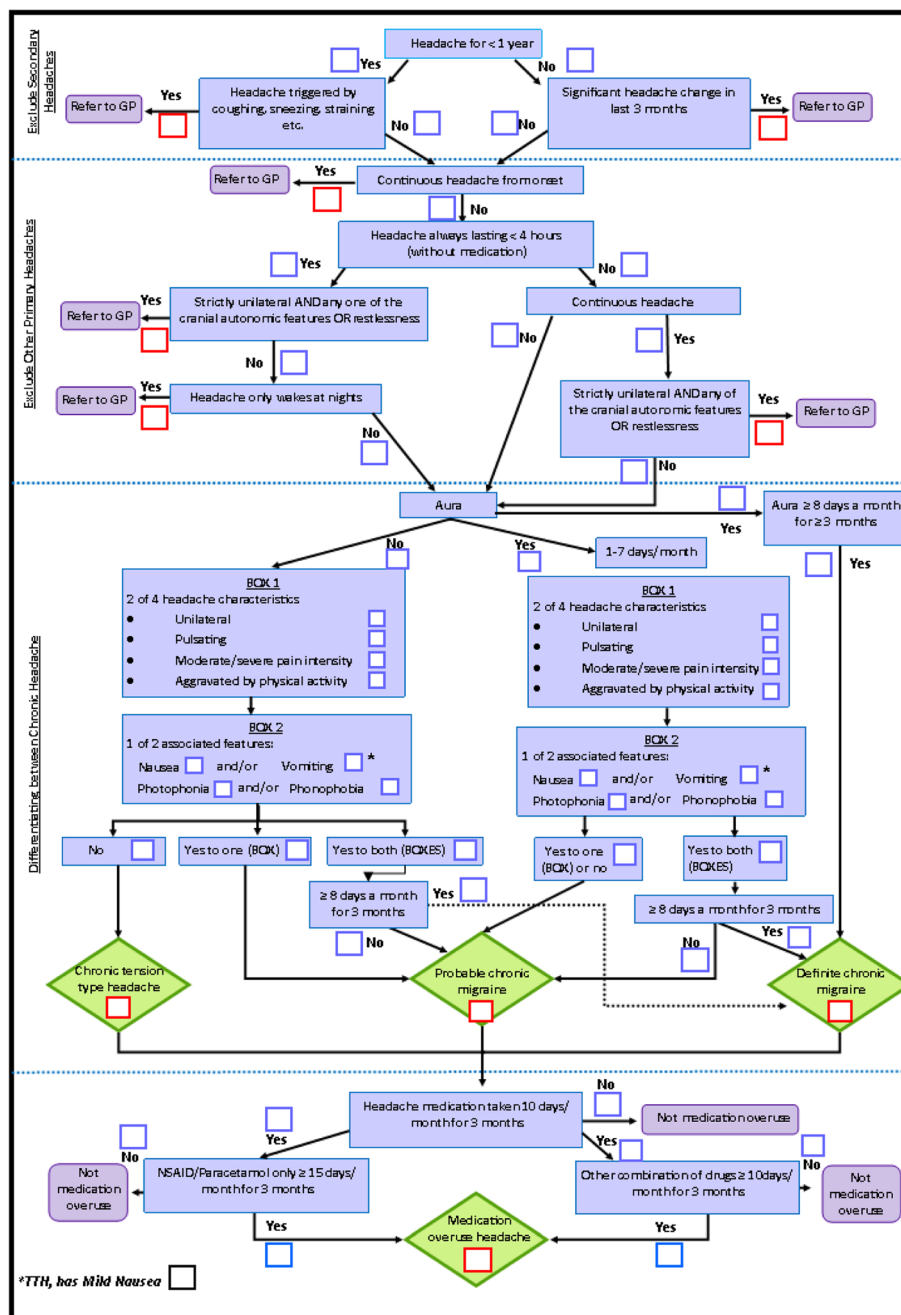 Exclude Secondary
Headaches
Headache for < 1 year
Yes
No
Refer to GP
Yes
Headache triggered by
coughing, sneezing, straining
etc.
No
No
Significant headache change in
last 3 months
Yes
Refer to GP
Exclude Other Primary Headaches
Refer to GP
Yes
Continuous headache from onset
No
Headache always lasting < 4 hours
(without medication)
Yes
No
Refer to GP
Yes
Strictly unilateral AND any one of the
cranial autonomic features OR restlessness
Continuous headache
No
No
Yes
Refer to GP
Yes
Headache only wakes at nights
No
Strictly unilateral AND any of
the cranial autonomic features
OR restlessness
Yes
Refer to GP
No
Differentiating between Chronic Headache
Aura
Yes
Aura ≥ 8 days a month
for ≥ 3 months
Yes
No
Yes
1-7 days/month
BOX 1
2 of 4 headache characteristics
• Unilateral
• Pulsating
• Moderate/severe pain intensity
• Aggravated by physical activity
BOX 1
2 of 4 headache characteristics
• Unilateral
• Pulsating
• Moderate/severe pain intensity
• Aggravated by physical activity
BOX 2
1 of 2 associated features:
Nausea and/or Vomiting *
Photophonia and/or Phonophobia
BOX 2
1 of 2 associated features:
Nausea and/or Vomiting *
Photophonia and/or Phonophobia
No
Yes to one (BOX)
Yes to both (BOXES)
Yes to one
(BOX) or no
Yes to both
(BOXES)
≥ 8 days a month
for 3 months
Yes
No
≥ 8 days a month for 3 months
No
Yes
Chronic tension
type headache
Probable chronic
migraine
Definite chronic
migraine
Headache medication taken 10 days/
month for 3 months
No
Not medication overuse
Yes
Yes
No
Not
medication
overuse
NSAID/Paracetamol only ≥ 15 days/
month for 3 months
Other combination of drugs ≥ 10 days/
month for 3 months
No
Not
medication
overuse
Yes
Medication
overuse headache
Yes
*TTH, has Mild Nausea